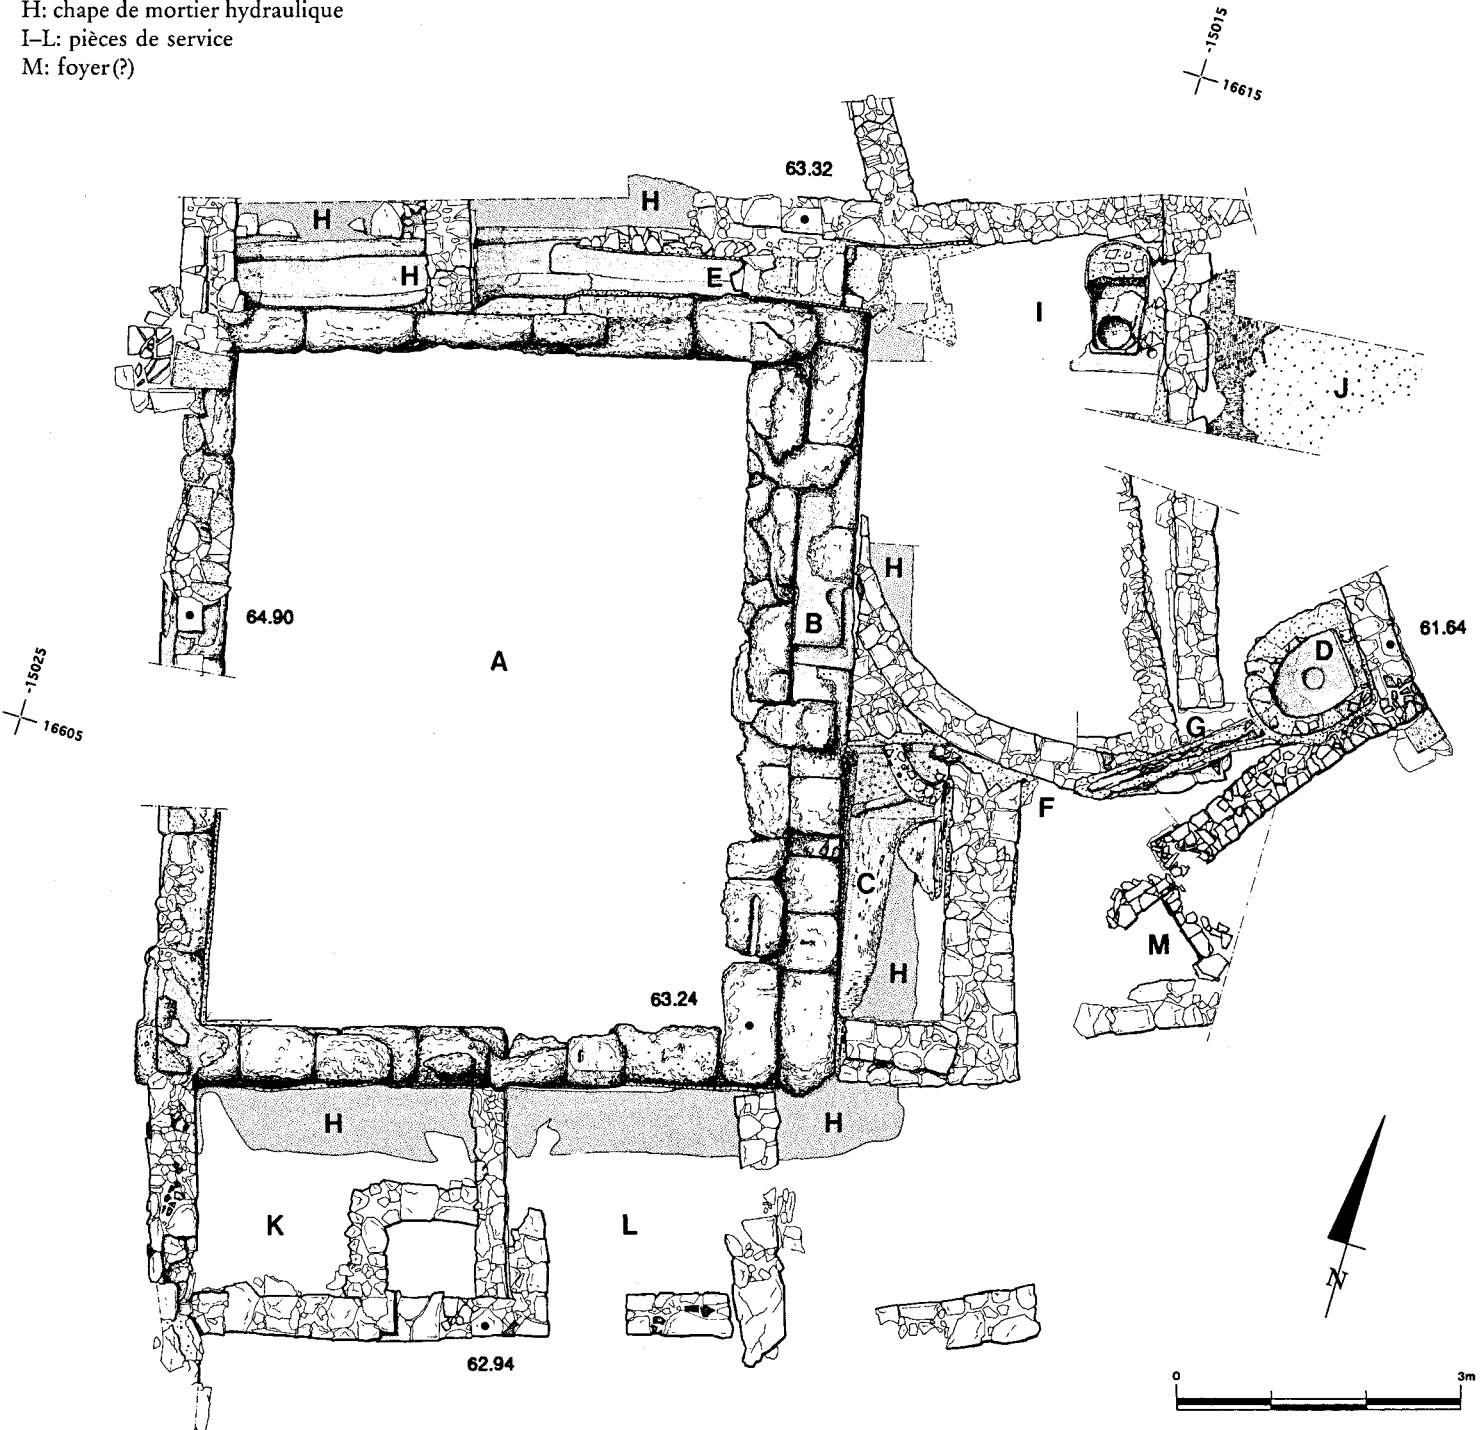 H: chape de mortier hydraulique
I–L: pièces de service
M: foyer (?)
-15015
16615
63.32
H
H
H
E
I
J
H
64.90
B
A
D
61.64
-15025
16605
G
F
C
M
H
63.24
H
H
K
L
62.94
N
0
3m